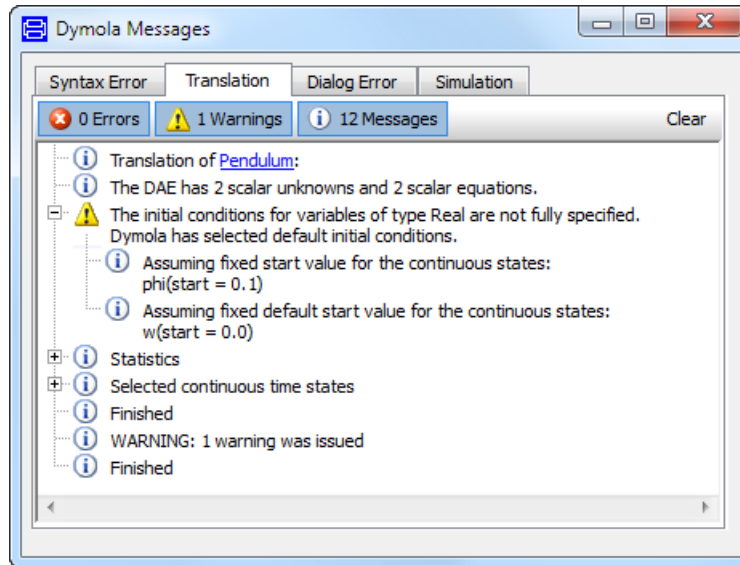 Dymola Messages
Syntax Error Translation Dialog Error Simulation
0 Errors 1 Warnings 12 Messages Clear
Translation of Pendulum:
The DAE has 2 scalar unknowns and 2 scalar equations.
The initial conditions for variables of type Real are not fully specified.
Dymola has selected default initial conditions.
Assuming fixed start value for the continuous states:
phi(start = 0.1)
Assuming fixed default start value for the continuous states:
w(start = 0.0)
Statistics
Selected continuous time states
Finished
WARNING: 1 warning was issued
Finished